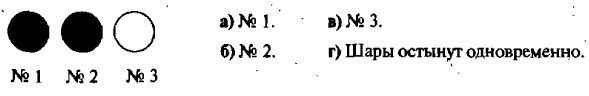 а) № 1. в) № 3.
б) № 2. г) Шары остынут одновременно.
№ 1 № 2 № 3